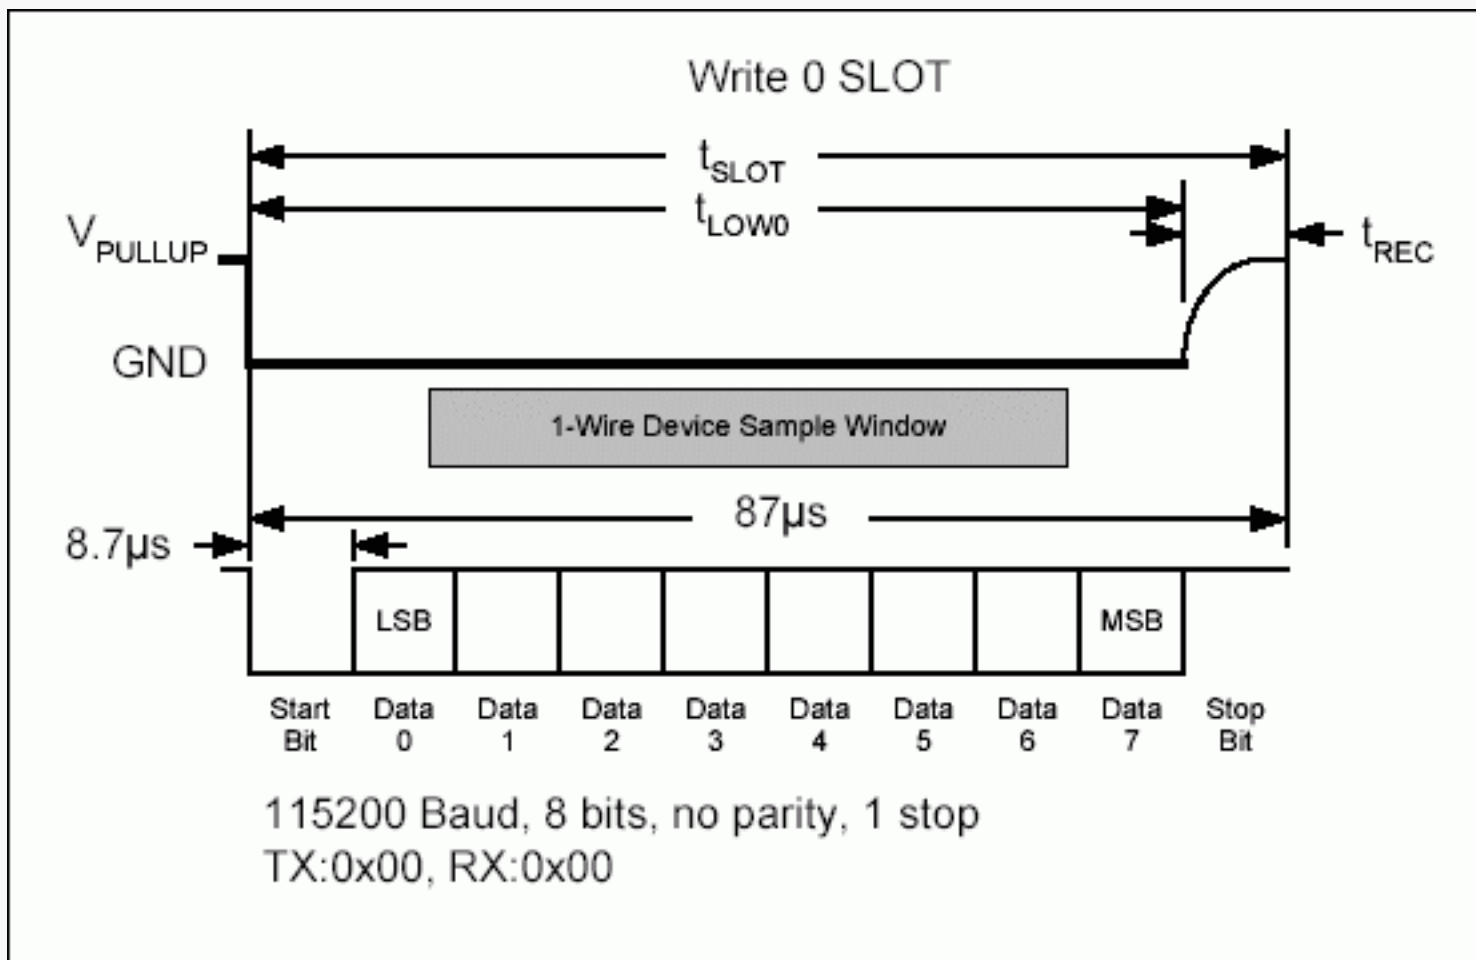 Write 0 SLOT
tSLOT
tLOW0
VPULLUP
tREC
GND
1-Wire Device Sample Window
87µs
8.7µs
LSB
MSB
Start Data Data Data Data Data Data Data Data Stop
Bit 0 1 2 3 4 5 6 7 Bit
115200 Baud, 8 bits, no parity, 1 stop
TX:0x00, RX:0x00